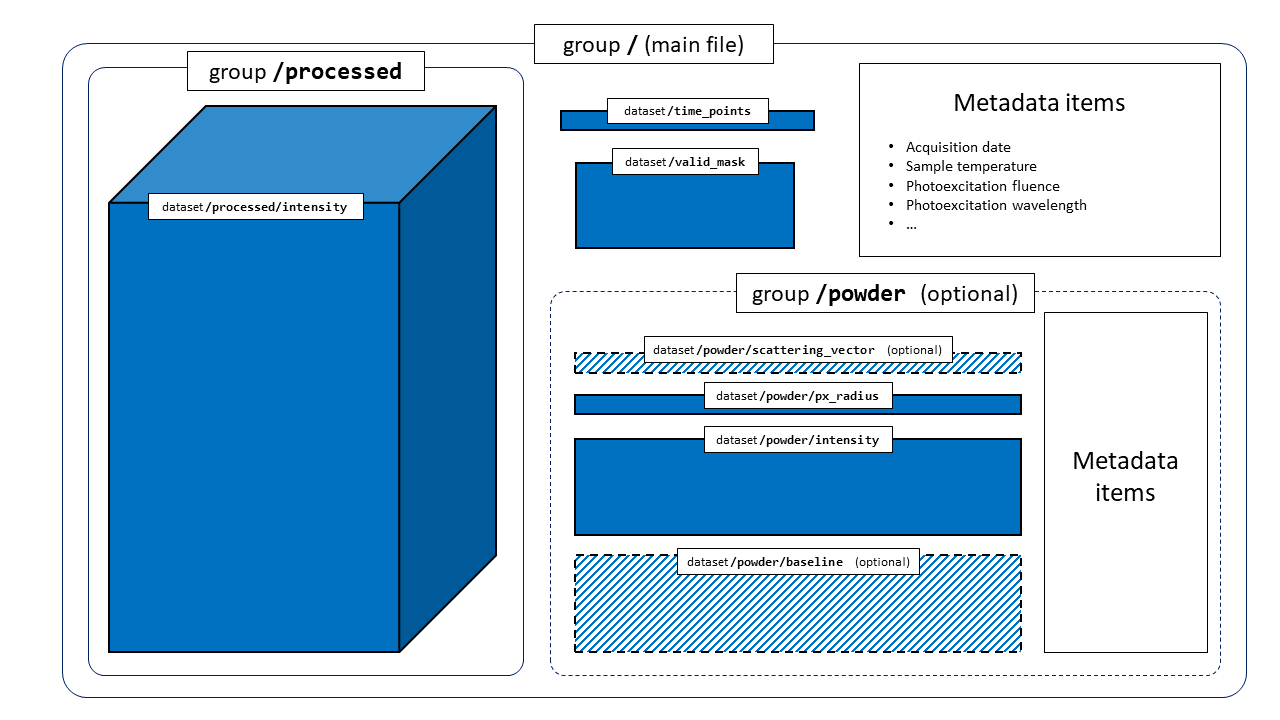 group / (main file)
group /processed
dataset /processed/intensity
dataset /time_points
dataset /valid_mask
Metadata items
• Acquisition date
• Sample temperature
• Photoexcitation fluence
• Photoexcitation wavelength
• ...
group /powder (optional)
dataset /powder/scattering_vector (optional)
dataset /powder/px_radius
dataset /powder/intensity
dataset /powder/baseline (optional)
Metadata
items